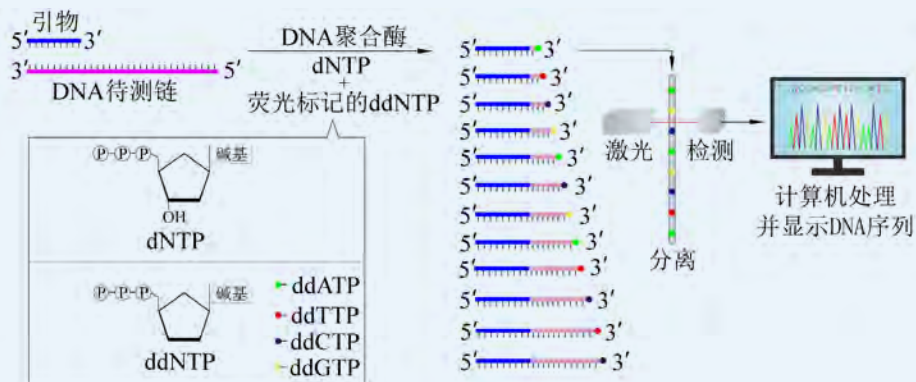 引物
5′ 3′
3′ 5′
DNA待测链
DNA聚合酶
dNTP
+
荧光标记的ddNTP
P-P-P 碱基
OH
dNTP
P-P-P 碱基
ddNTP
ddATP
ddTTP
ddCTP
ddGTP
5′ 3′
5′ 3′
5′ 3′
5′ 3′
5′ 3′
5′ 3′
5′ 3′
5′ 3′
5′ 3′
5′ 3′
5′ 3′
5′ 3′
激光 检测
分离
计算机处理
并显示DNA序列